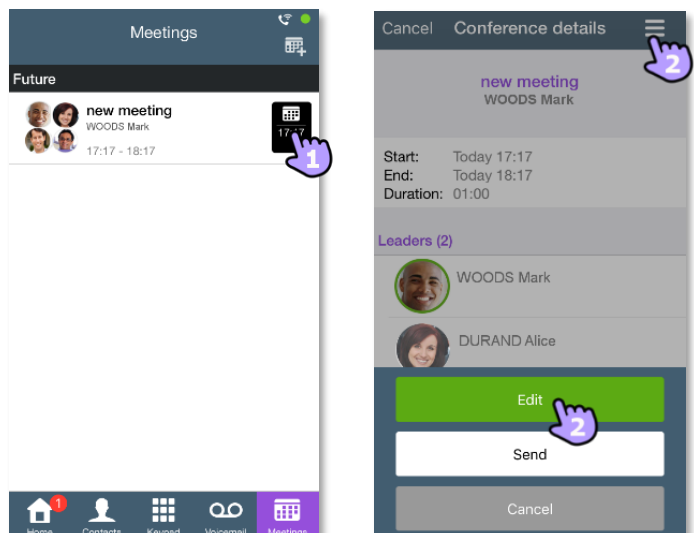 Meetings
Future
new meeting
WOODS Mark
17:17 - 18:17
17:17
1
1
Home
Contacts
Keypad
Voicemail
Meetings
Cancel
Conference details
2
new meeting
WOODS Mark
Start: Today 17:17
End: Today 18:17
Duration: 01:00
Leaders (2)
WOODS Mark
DURAND Alice
Edit
2
Send
Cancel